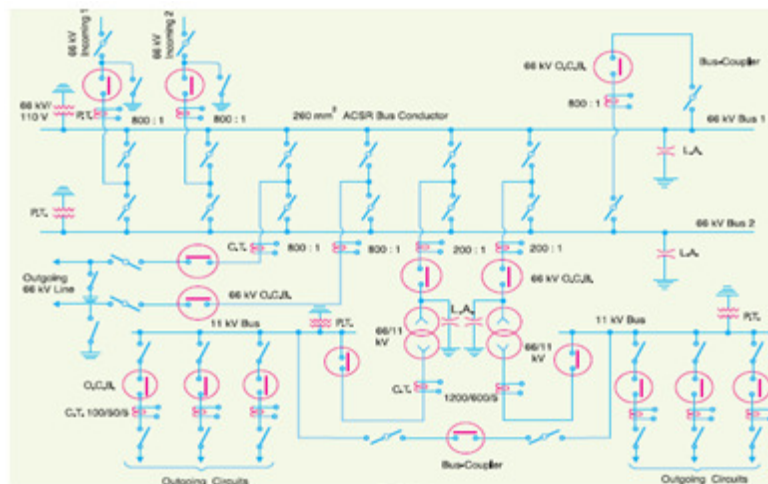 66 kV
Incoming 1
66 kV
Incoming 2
66 kV O.C.B.
Bus-Coupler
800 : 1
66 kV/
110 V
P.T.
800 : 1
800 : 1
260 mm² ACSR Bus Conductor
66 kV Bus 1
L.A.
P.T.
66 kV Bus 2
C.T.
800 : 1
800 : 1
200 : 1
200 : 1
L.A.
Outgoing
66 kV Line
66 kV O.C.B.
66 kV O.C.B.
11 kV Bus
P.T.
L.A.
66/11
kV
66/11
kV
11 kV Bus
P.T.
O.C.B.
C.T. 100/50/5
C.T.
1200/600/5
Bus-Coupler
Outgoing Circuits
Outgoing Circuits